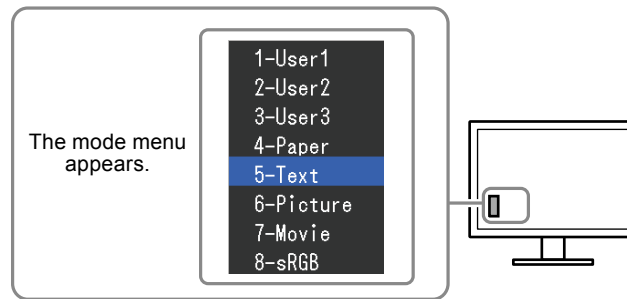 The mode menu
appears.
1-User1
2-User2
3-User3
4-Paper
5-Text
6-Picture
7-Movie
8-sRGB